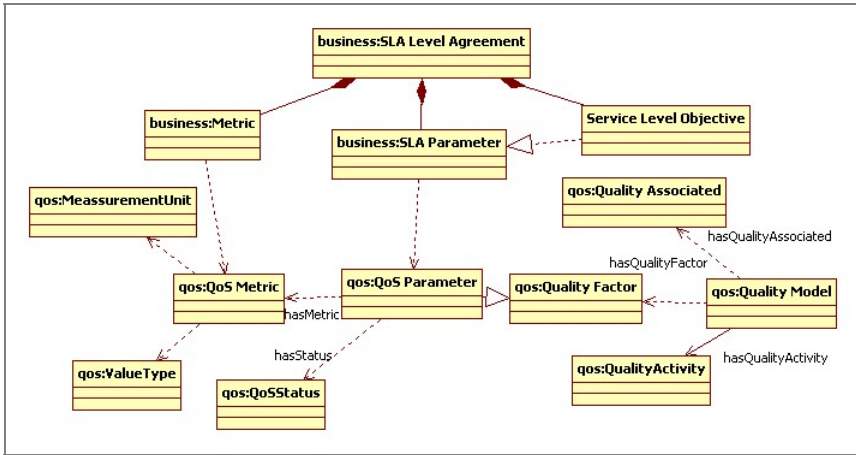 business:SLA Level Agreement
business:Metric
business:SLA Parameter
Service Level Objective
qos:MeassurementUnit
qos:Quality Associated
hasQualityAssociated
hasQualityFactor
qos:QoS Metric
qos:QoS Parameter
qos:Quality Factor
qos:Quality Model
hasMetric
hasStatus
hasQualityActivity
qos:ValueType
qos:QoSStatus
qos:QualityActivity